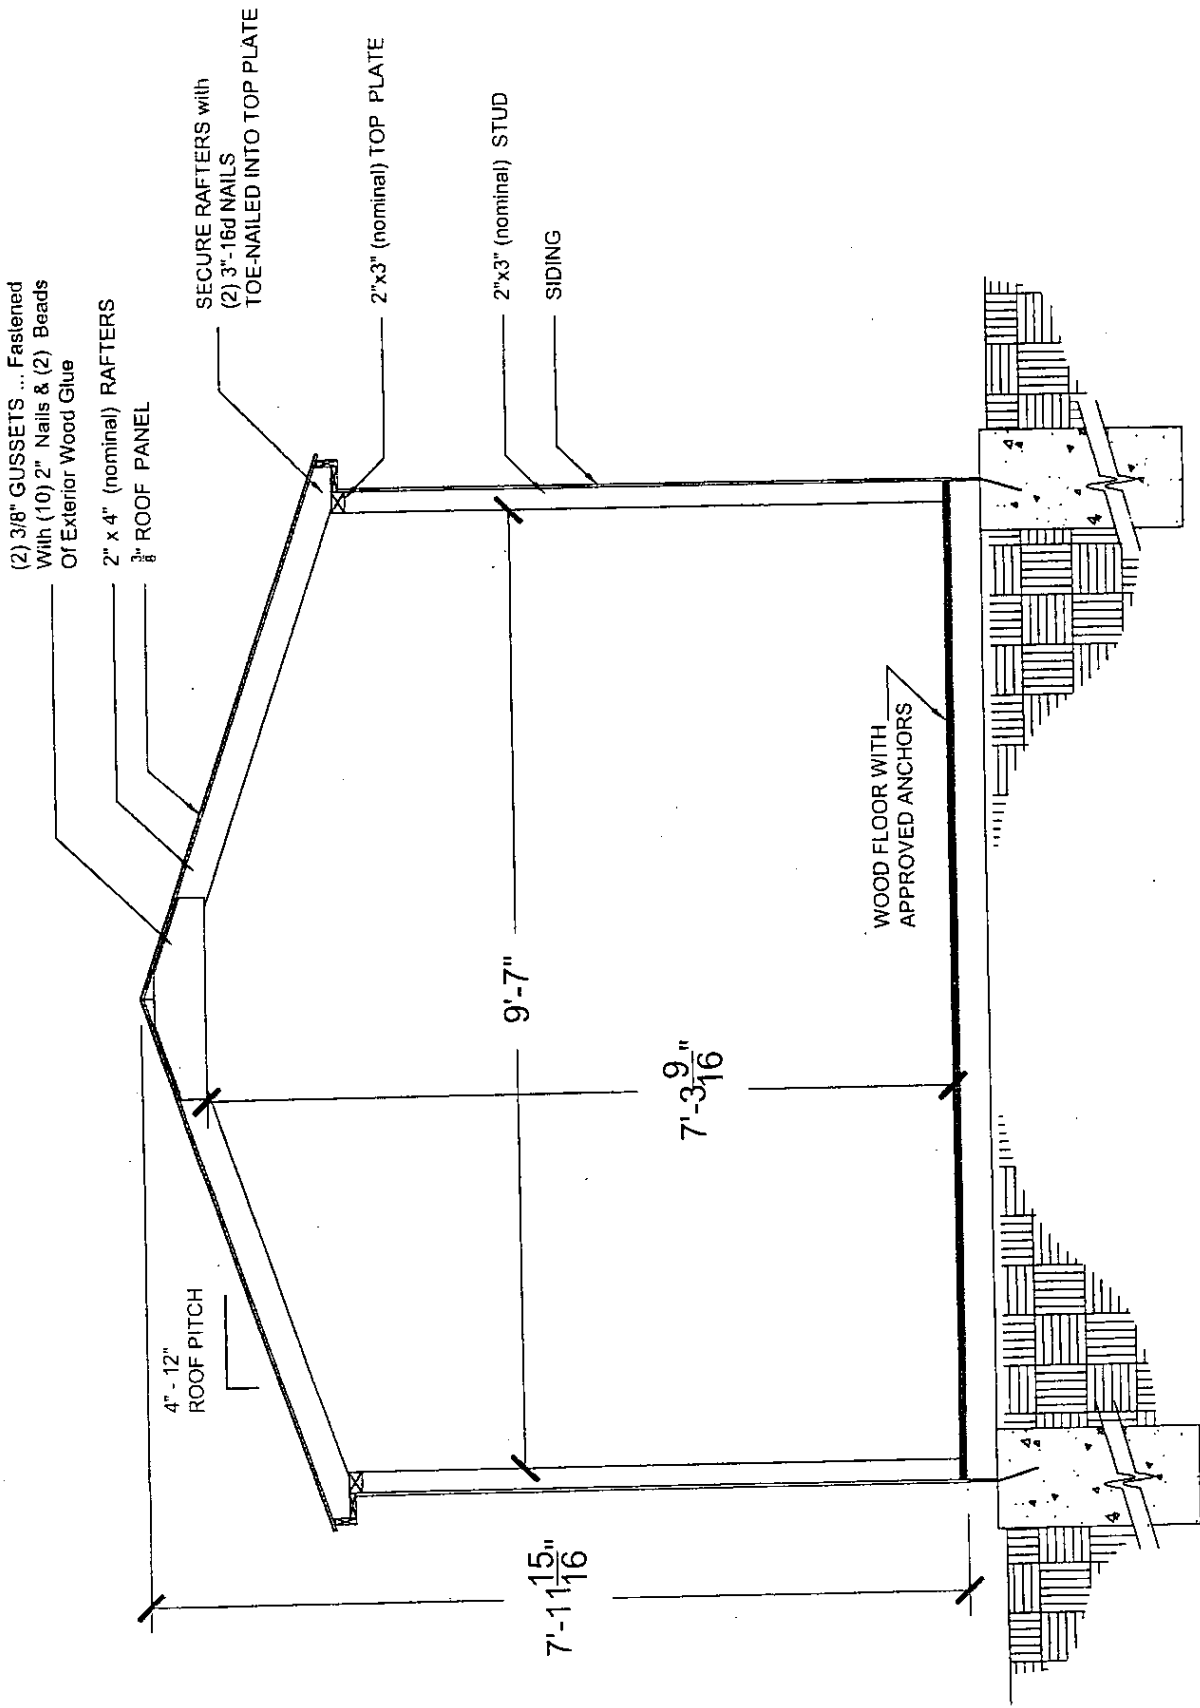 (2) 3/8" GUSSETS ... Fastened
With (10) 2" Nails & (2) Beads
Of Exterior Wood Glue
2" x 4" (nominal) RAFTERS
3/8" ROOF PANEL
SECURE RAFTERS with
(2) 3"-16d NAILS
TOE-NAILED INTO TOP PLATE
2"x3" (nominal) TOP PLATE
2"x3" (nominal) STUD
SIDING
4" - 12"
ROOF PITCH
9'-7"
7'-3 9/16"
7'-11 15/16"
WOOD FLOOR WITH
APPROVED ANCHORS